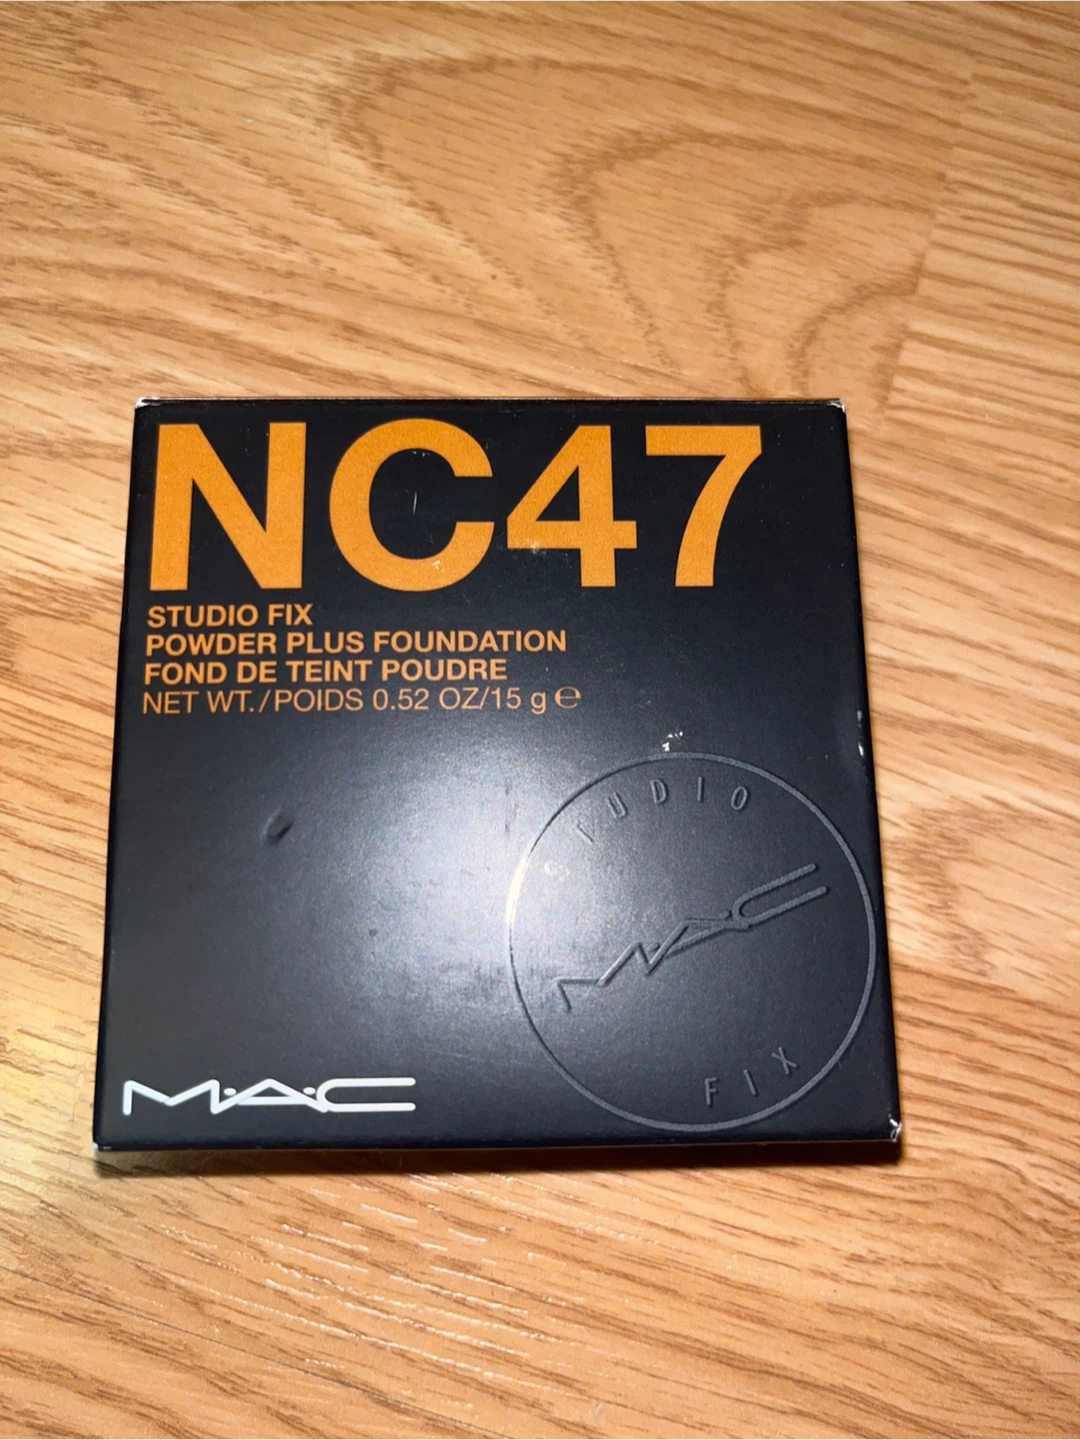 NC47
STUDIO FIX
POWDER PLUS FOUNDATION
FOND DE TEINT POUDRE
NET WT./POIDS 0.52 OZ/15 g ℮
STUDIO
MAC
FIX
M·A·C